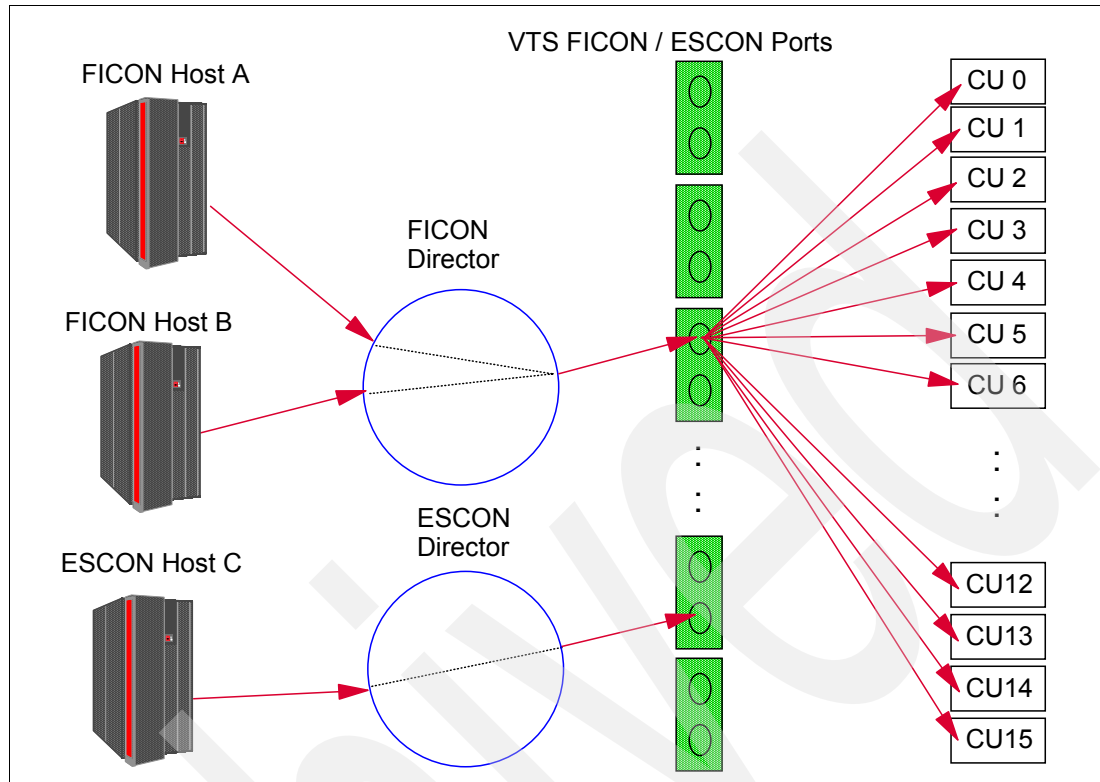 VTS FICON / ESCON Ports
FICON Host A
FICON Host B
ESCON Host C
FICON
Director
ESCON
Director
CU 0
CU 1
CU 2
CU 3
CU 4
CU 5
CU 6
CU12
CU13
CU14
CU15